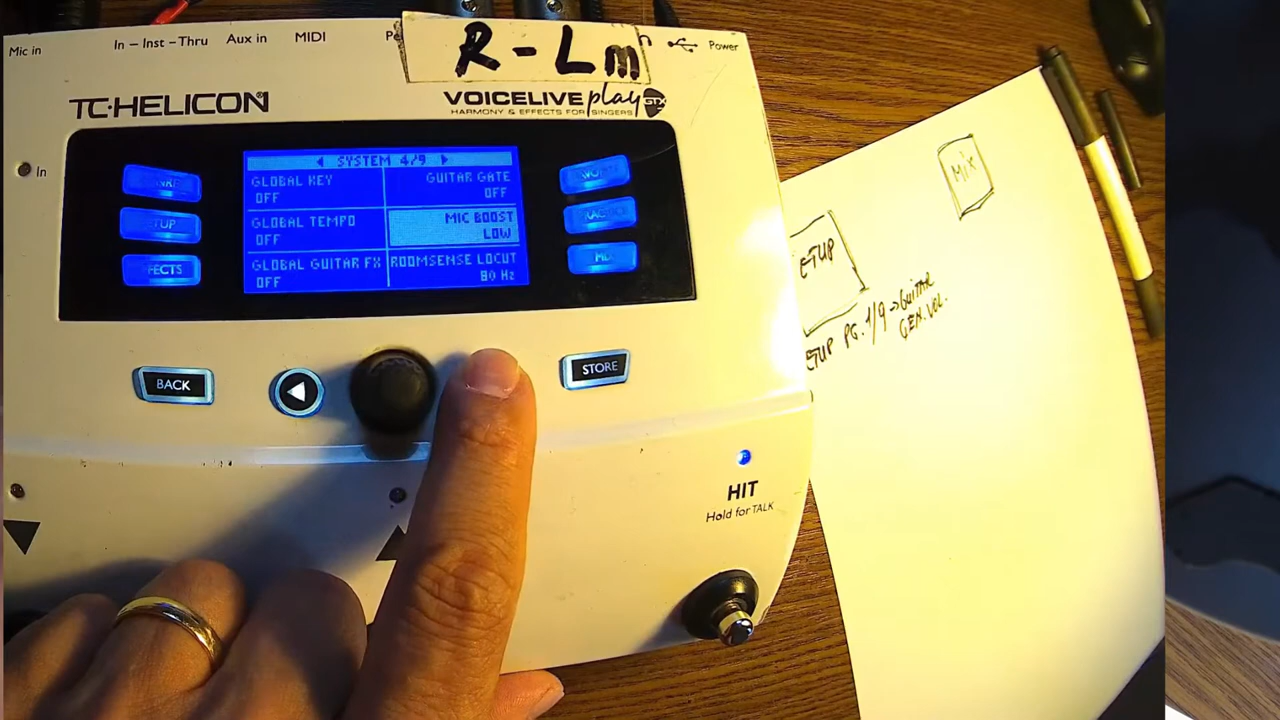 Mic in
In – Inst – Thru
Aux in
MIDI
R-Lm
Power
TC·HELICON®
VOICELIVE play GTX
HARMONY & EFFECTS FOR SINGERS
In
◀ SYSTEM 4/9 ▶
GLOBAL KEY
OFF
GUITAR GATE
OFF
GLOBAL TEMPO
OFF
MIC BOOST
LOW
GLOBAL GUITAR FX
OFF
ROOMSENSE LOCUT
80 Hz
BACK
STORE
HIT
Hold for TALK
MIX
ETUP
ETUP PG. 1/9 → GUITAR
GEN. VOL.